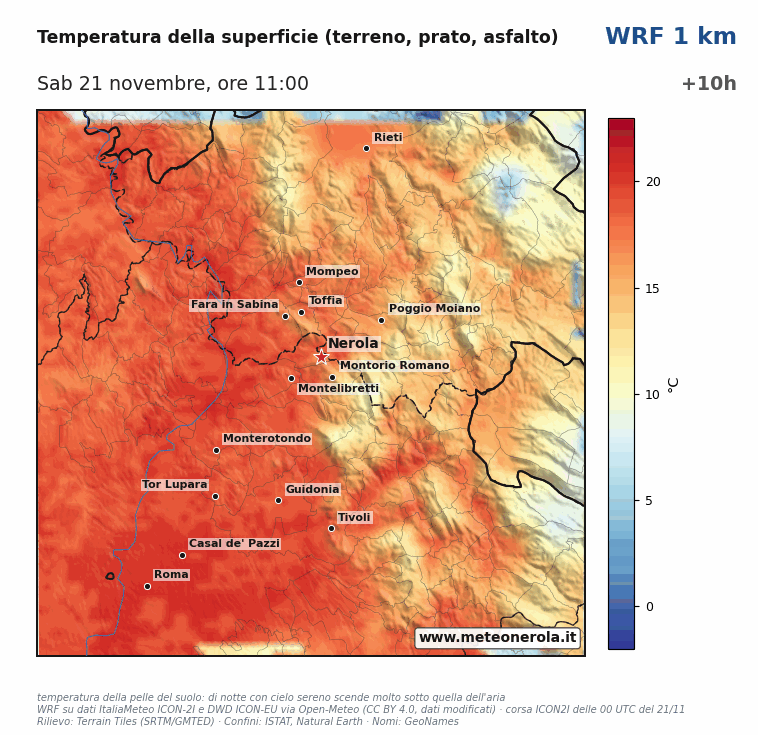 Temperatura della superficie (terreno, prato, asfalto)
WRF 1 km
Sab 21 novembre, ore 11:00
+10h
Rieti
Mompeo
Fara in Sabina
Toffia
Poggio Moiano
Nerola
Montorio Romano
Montelibretti
Monterotondo
Tor Lupara
Guidonia
Tivoli
Casal de' Pazzi
Roma
www.meteonerola.it
20
15
10
5
0
°C
temperatura della pelle del suolo: di notte con cielo sereno scende molto sotto quella dell'aria
WRF su dati ItaliaMeteo ICON-2I e DWD ICON-EU via Open-Meteo (CC BY 4.0, dati modificati) · corsa ICON2I delle 00 UTC del 21/11
Rilievo: Terrain Tiles (SRTM/GMTED) · Confini: ISTAT, Natural Earth · Nomi: GeoNames